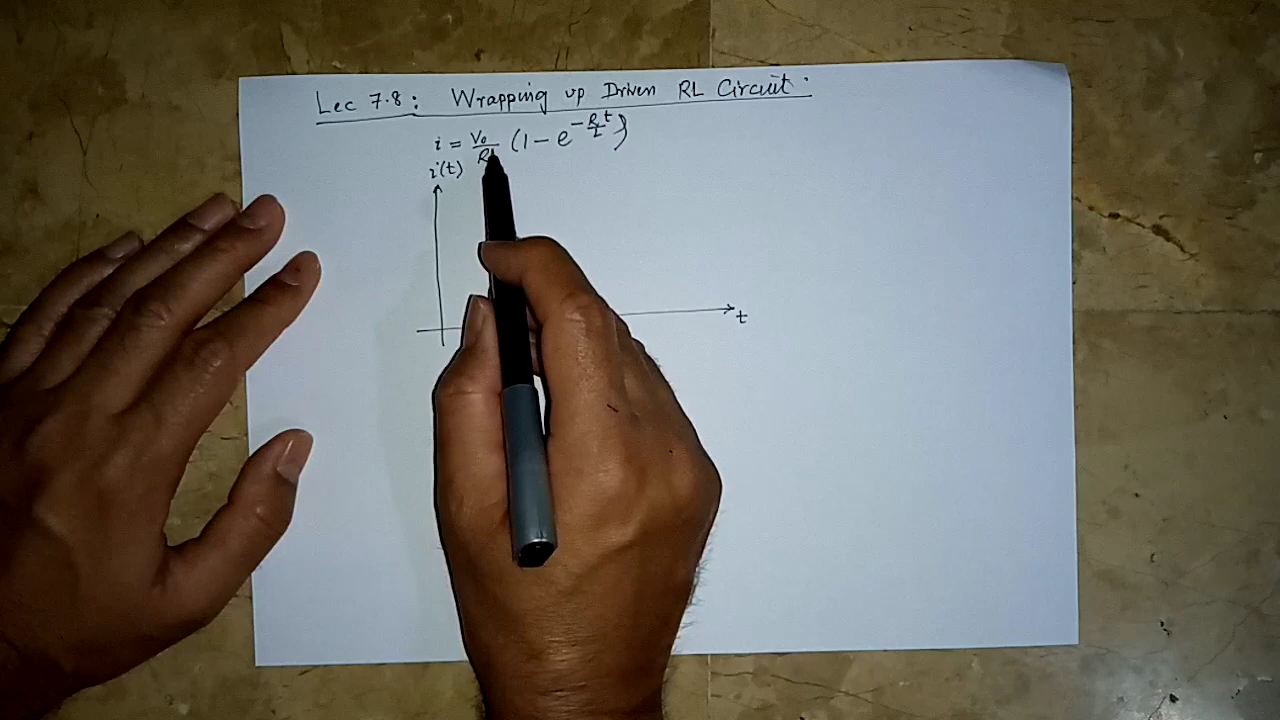 Lec 7.8: Wrapping up Driven RL Circuit.
i = V₀/R (1 - e^(-R/L t))
i(t)
t